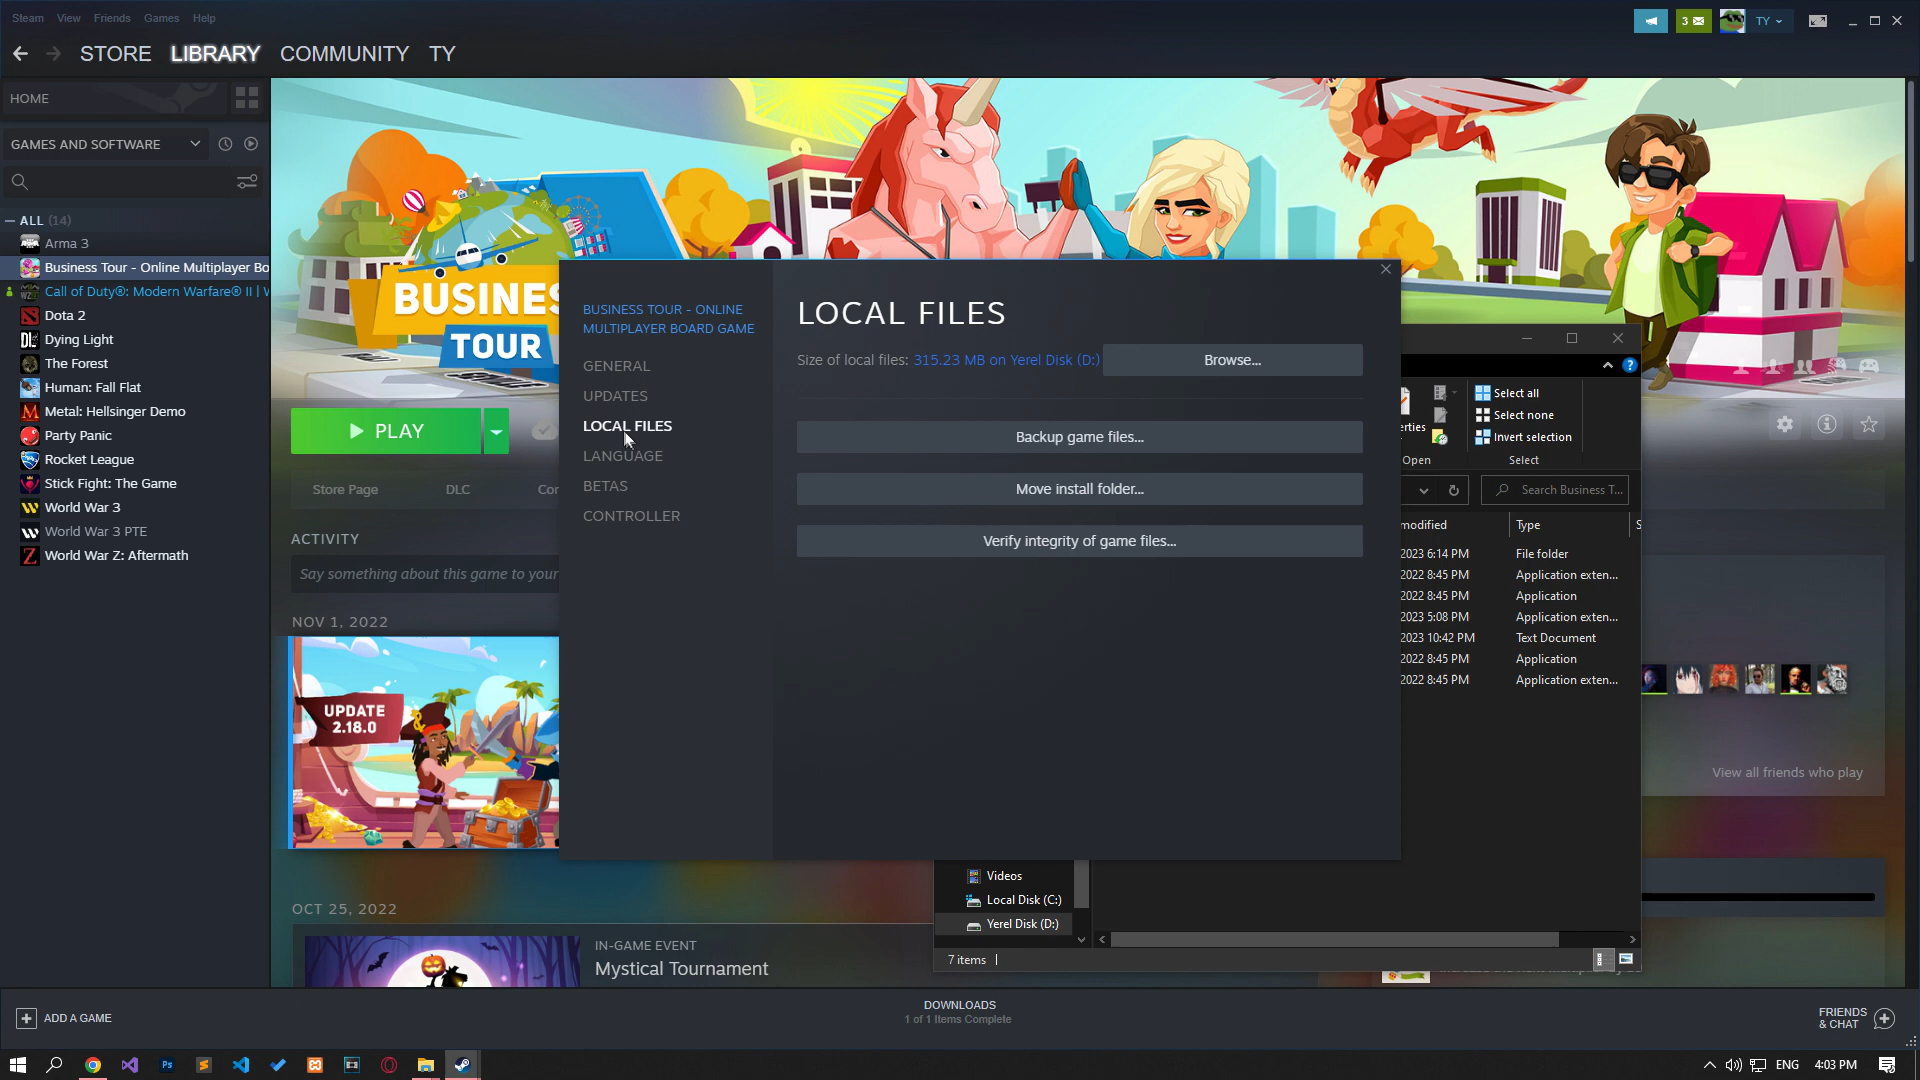 Steam View Friends Games Help
3
TY
STORE LIBRARY COMMUNITY TY
HOME
GAMES AND SOFTWARE
ALL (14)
Arma 3
Business Tour - Online Multiplayer Bo
Call of Duty®: Modern Warfare® II | W
Dota 2
Dying Light
The Forest
Human: Fall Flat
Metal: Hellsinger Demo
Party Panic
Rocket League
Stick Fight: The Game
World War 3
World War 3 PTE
World War Z: Aftermath
BUSINES
TOUR
PLAY
Store Page DLC Cor
ACTIVITY
Say something about this game to your
NOV 1, 2022
UPDATE
2.18.0
OCT 25, 2022
IN-GAME EVENT
Mystical Tournament
BUSINESS TOUR - ONLINE
MULTIPLAYER BOARD GAME
GENERAL
UPDATES
LOCAL FILES
LANGUAGE
BETAS
CONTROLLER
LOCAL FILES
Size of local files: 315.23 MB on Yerel Disk (D:)
Browse...
Backup game files...
Move install folder...
Verify integrity of game files...
Select all
Select none
Invert selection
erties
Open
Select
Search Business T...
modified Type S
2023 6:14 PM File folder
2022 8:45 PM Application exten...
2022 8:45 PM Application
2023 5:08 PM Application exten...
2023 10:42 PM Text Document
2022 8:45 PM Application
2022 8:45 PM Application exten...
View all friends who play
Videos
Local Disk (C:)
Yerel Disk (D:)
7 items
ADD A GAME
DOWNLOADS
1 of 1 Items Complete
FRIENDS
& CHAT
Ps
ENG
4:03 PM